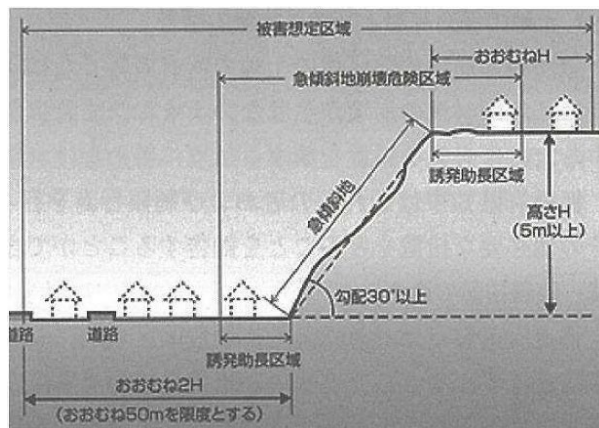 被害想定区域
おおむねH
急傾斜地崩壊危険区域
誘発助長区域
急傾斜地
高さH
(5m以上)
勾配30°以上
道路
道路
誘発助長区域
おおむね2H
(おおむね50mを限度とする)